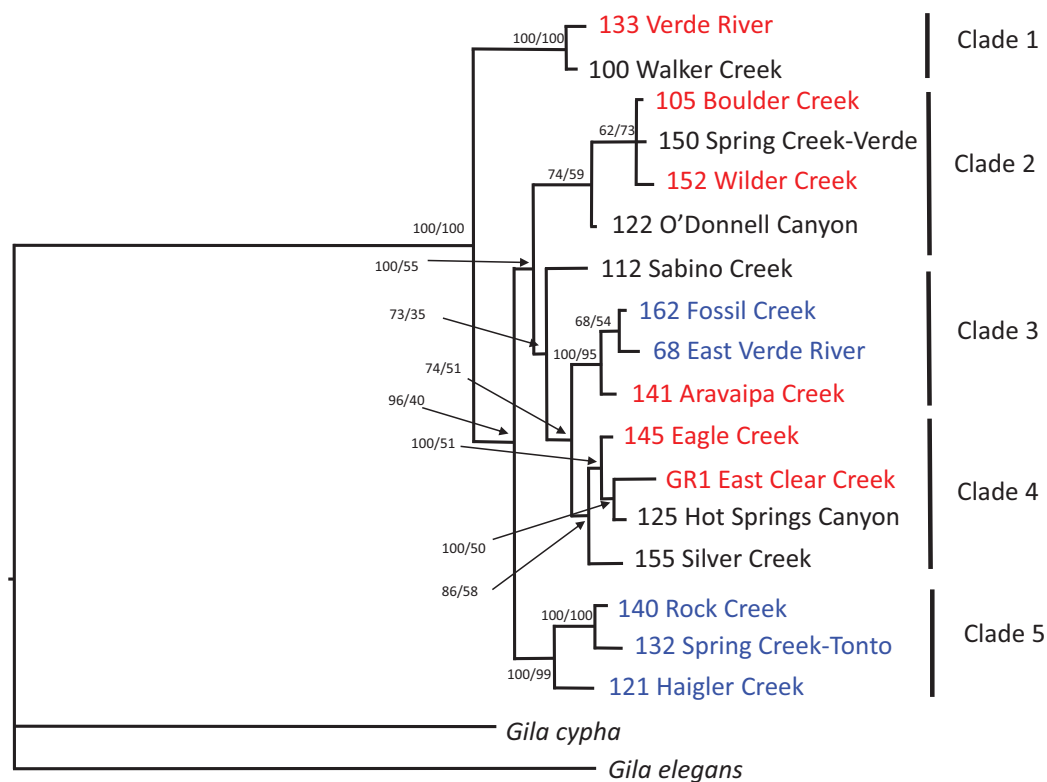 133 Verde River
100/100
Clade 1
100 Walker Creek
105 Boulder Creek
62/73
150 Spring Creek-Verde
Clade 2
74/59
152 Wilder Creek
122 O'Donnell Canyon
100/100
100/55
112 Sabino Creek
162 Fossil Creek
73/35
68/54
Clade 3
100/95
68 East Verde River
74/51
141 Aravaipa Creek
96/40
100/51
145 Eagle Creek
GR1 East Clear Creek
Clade 4
125 Hot Springs Canyon
100/50
155 Silver Creek
86/58
140 Rock Creek
100/100
Clade 5
132 Spring Creek-Tonto
100/99
121 Haigler Creek
Gila cypha
Gila elegans